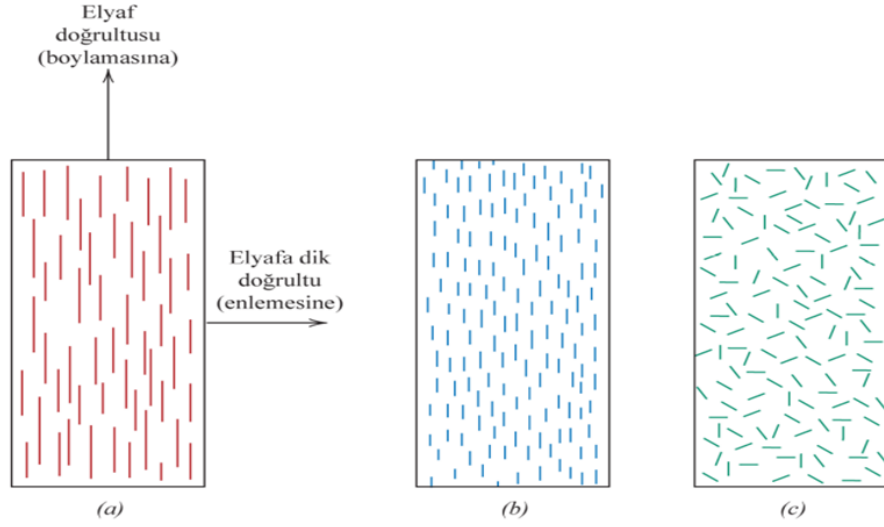 Elyaf
doğrultusu
(boylamasına)
Elyafa dik
doğrultu
(enlemesine)
(a)
(b)
(c)